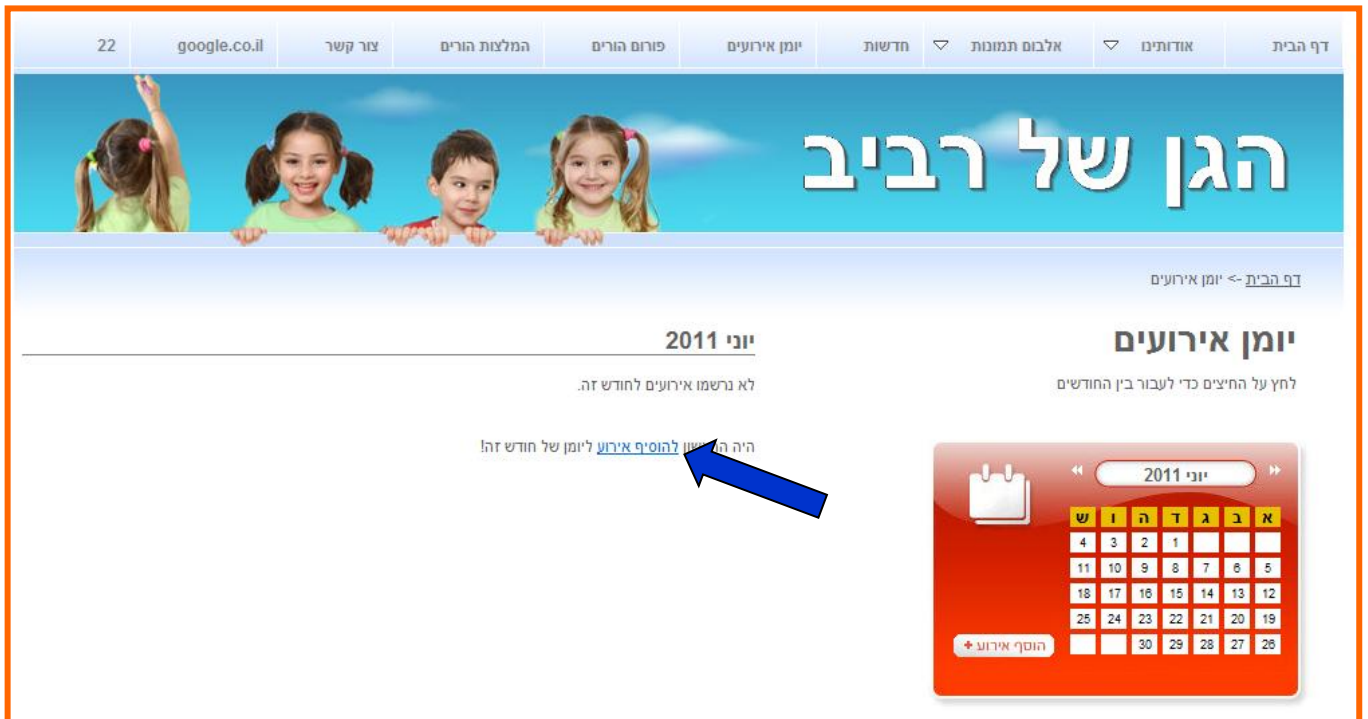 דף הבית אודותינו אלבום תמונות חדשות יומן אירועים פורום הורים המלצות הורים צור קשר google.co.il 22
הגן של רביב
דף הבית -> יומן אירועים
יומן אירועים
לחץ על החיצים כדי לעבור בין החודשים
יוני 2011
א ב ג ד ה ו ש
1 2 3 4
5 6 7 8 9 10 11
12 13 14 15 16 17 18
19 20 21 22 23 24 25
26 27 28 29 30
הוסף אירוע +
יוני 2011
לא נרשמו אירועים לחודש זה.
היה להוסיף אירוע ליומן של חודש זה!